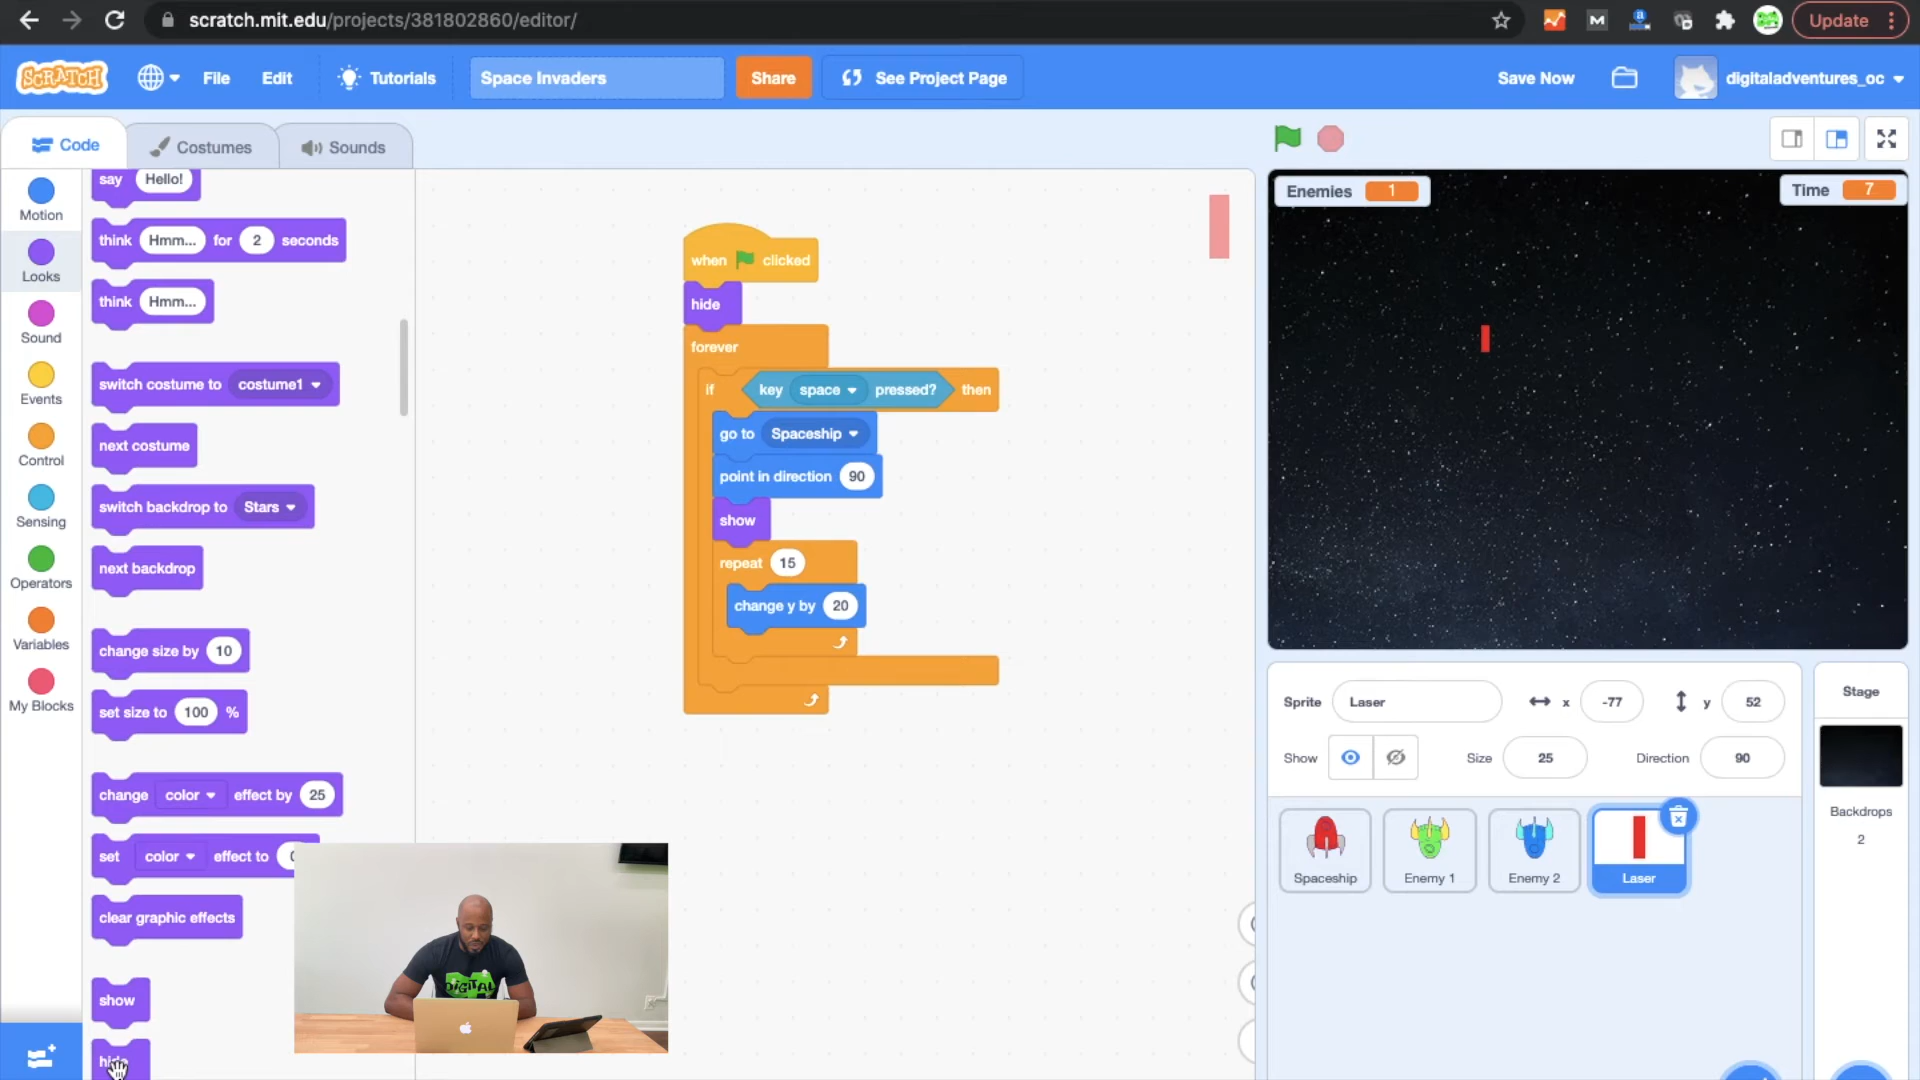 scratch.mit.edu/projects/381802860/editor/
Update
SCRATCH
File
Edit
Tutorials
Space Invaders
Share
See Project Page
Save Now
digitaladventures_oc
Code
Costumes
Sounds
Motion
Looks
Sound
Events
Control
Sensing
Operators
Variables
My Blocks
say Hello!
think Hmm... for 2 seconds
think Hmm...
switch costume to costume1
next costume
switch backdrop to Stars
next backdrop
change size by 10
set size to 100 %
change color effect by 25
set color effect to
clear graphic effects
show
hide
when clicked
hide
forever
if key space pressed? then
go to Spaceship
point in direction 90
show
repeat 15
change y by 20
DIGITAL
Enemies 1
Time 7
Sprite Laser x -77 y 52
Show Size 25 Direction 90
Spaceship
Enemy 1
Enemy 2
Laser
Stage
Backdrops
2